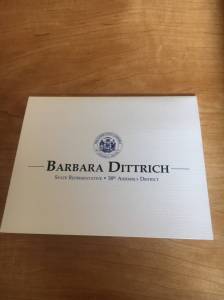 BARBARA DITTRICH
STATE REPRESENTATIVE • 38th ASSEMBLY DISTRICT